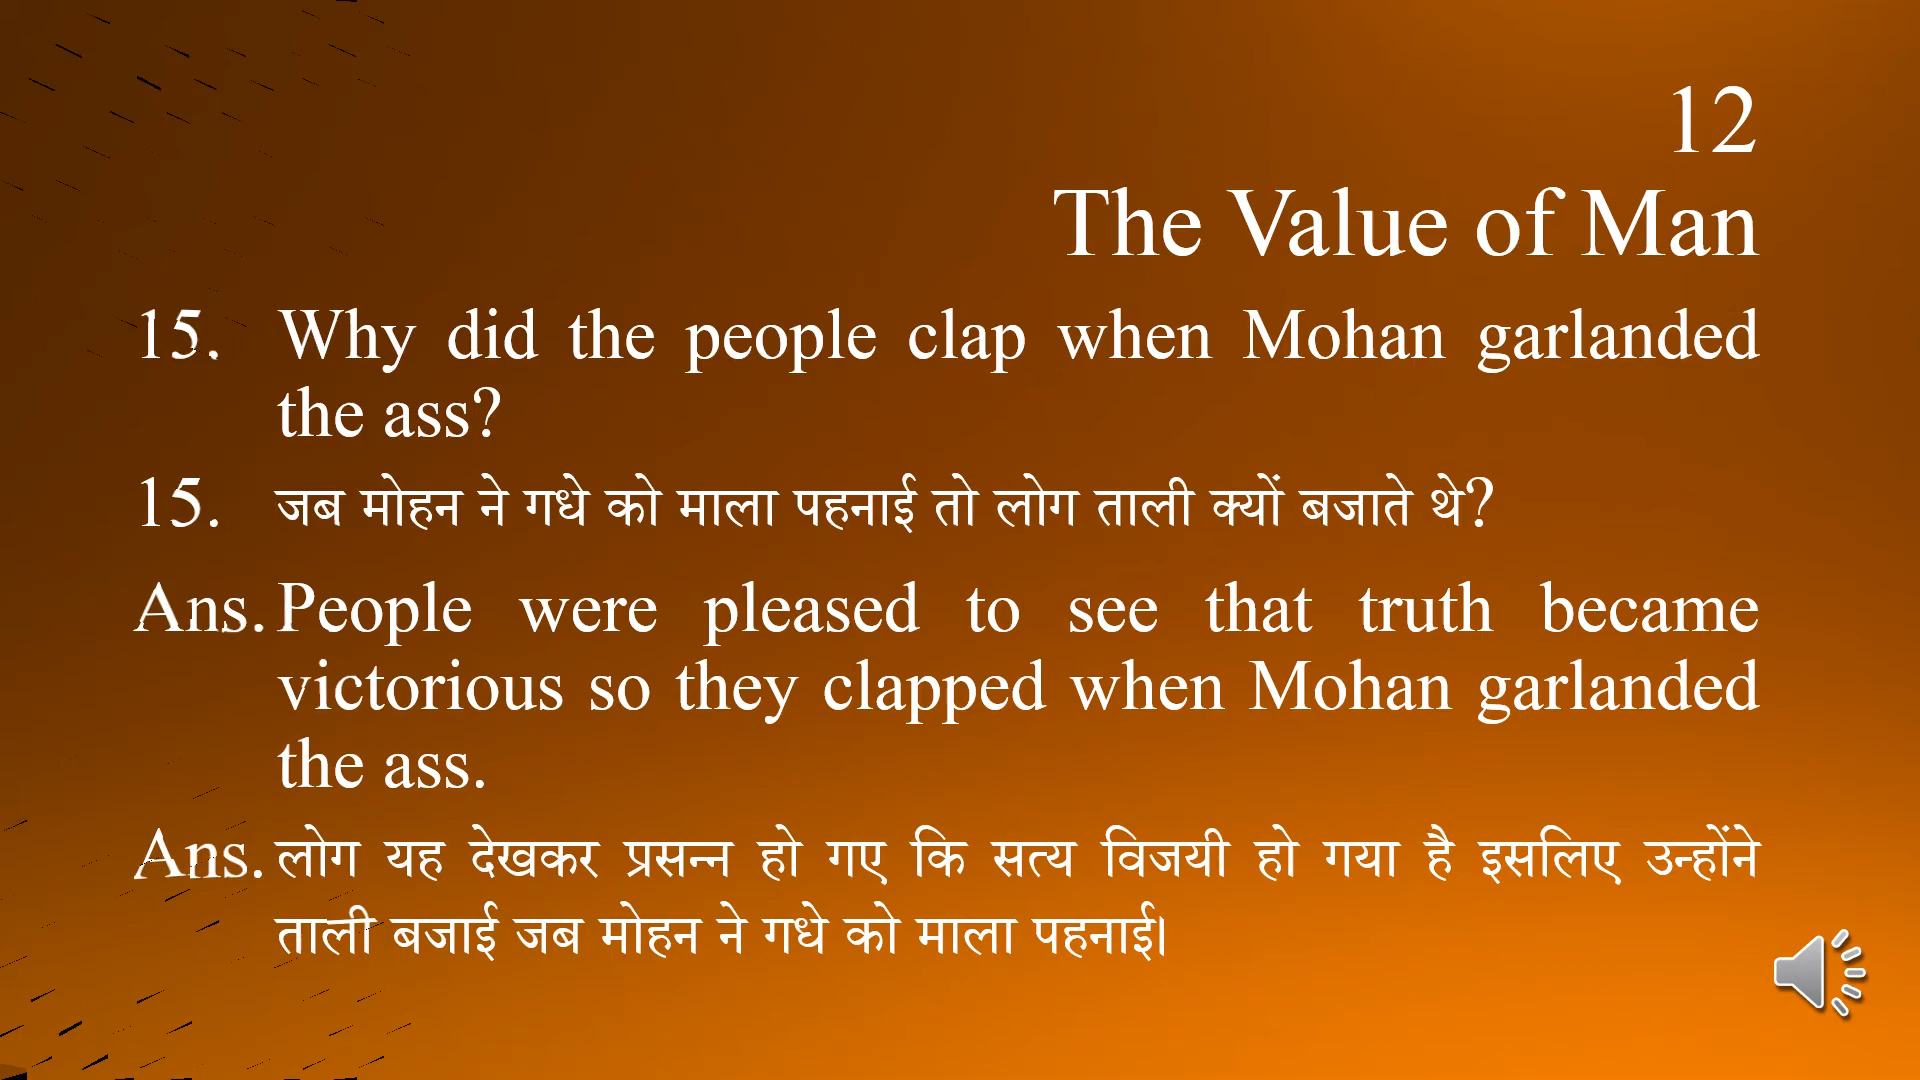 12
The Value of Man
15. Why did the people clap when Mohan garlanded
the ass?
15. जब मोहन ने गधे को माला पहनाई तो लोग ताली क्यों बजाते थे?
Ans. People were pleased to see that truth became
victorious so they clapped when Mohan garlanded
the ass.
Ans. लोग यह देखकर प्रसन्न हो गए कि सत्य विजयी हो गया है इसलिए उन्होंने
ताली बजाई जब मोहन ने गधे को माला पहनाई।